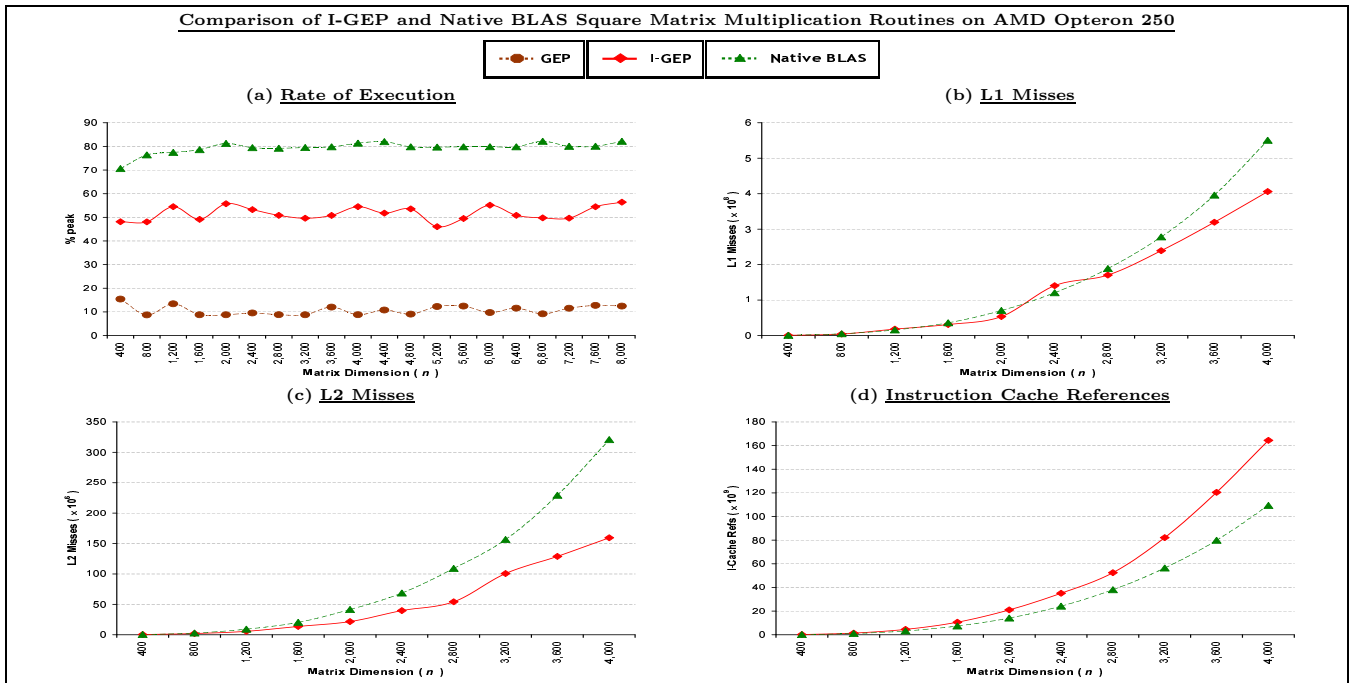 Comparison of I-GEP and Native BLAS Square Matrix Multiplication Routines on AMD Opteron 250
GEP I-GEP Native BLAS
(a) Rate of Execution
90
80
70
60
50
40
30
20
10
0
% peak
400 800 1,200 1,600 2,000 2,400 2,800 3,200 3,600 4,000 4,400 4,800 5,200 5,600 6,000 6,400 6,800 7,200 7,600 8,000
Matrix Dimension ( n )
(b) L1 Misses
6
5
4
3
2
1
0
L1 Misses ( x 10⁸)
400 800 1,200 1,600 2,000 2,400 2,800 3,200 3,600 4,000
Matrix Dimension ( n )
(c) L2 Misses
350
300
250
200
150
100
50
0
L2 Misses ( x 10⁶)
400 800 1,200 1,600 2,000 2,400 2,800 3,200 3,600 4,000
Matrix Dimension ( n )
(d) Instruction Cache References
180
160
140
120
100
80
60
40
20
0
I-Cache Refs ( x 10⁹)
400 800 1,200 1,600 2,000 2,400 2,800 3,200 3,600 4,000
Matrix Dimension ( n )